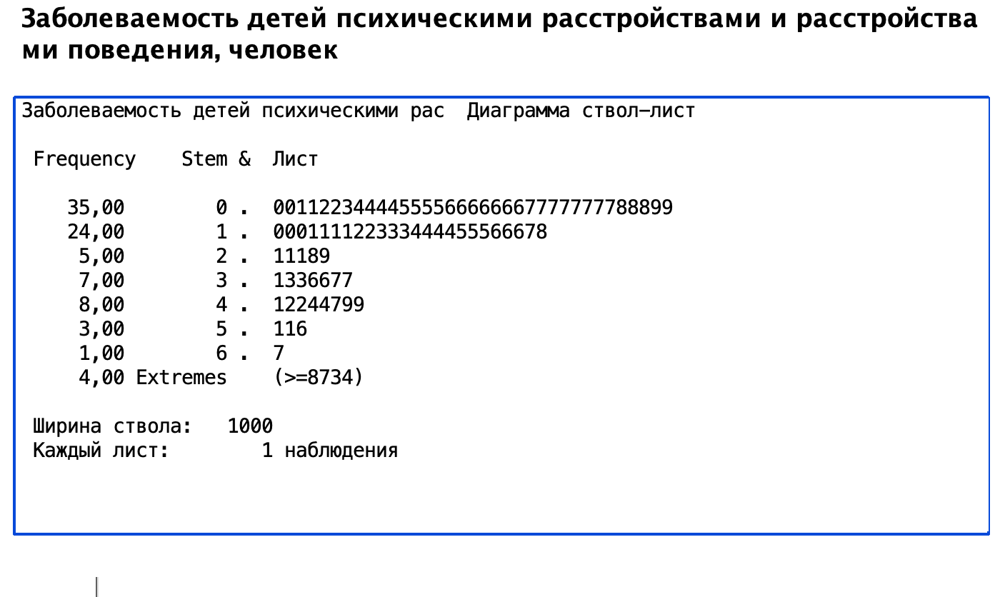 Заболеваемость детей психическими расстройствами и расстройства
ми поведения, человек
Заболеваемость детей психическими рас  Диаграмма ствол–лист
Frequency    Stem &  Лист
35,00        0 .  00112234444555566666667777777788899
24,00        1 .  000111122333444455566678
5,00        2 .  11189
7,00        3 .  1336677
8,00        4 .  12244799
3,00        5 .  116
1,00        6 .  7
4,00 Extremes    (>=8734)
Ширина ствола:   1000
Каждый лист:        1 наблюдения